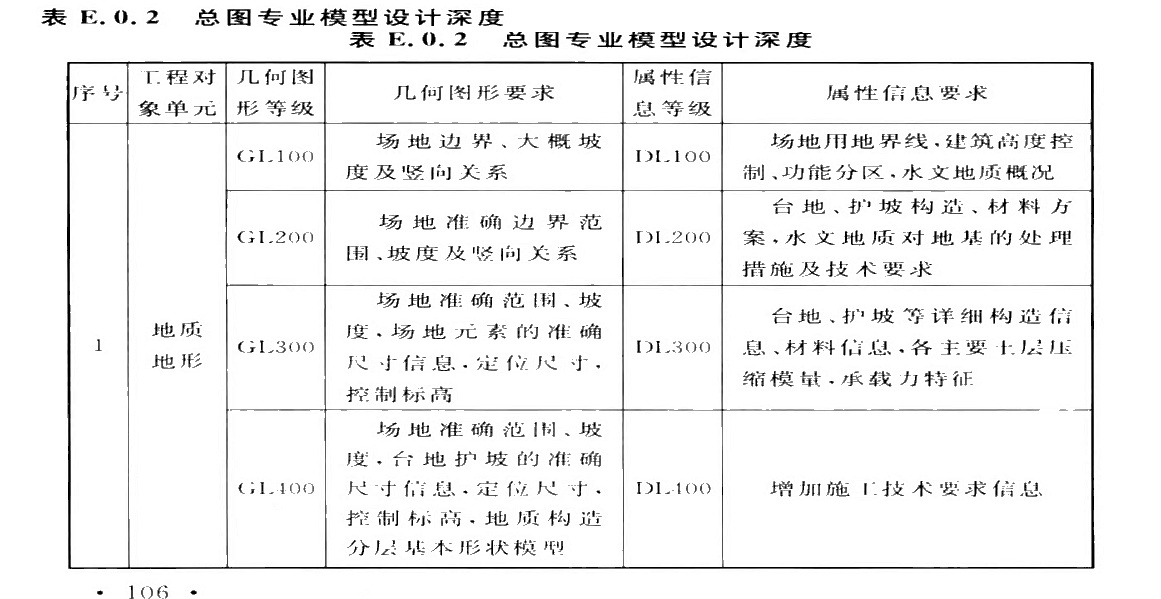 表 E.0.2 总图专业模型设计深度
表 E.0.2 总图专业模型设计深度
序号
工程对
象单元
几何图
形等级
几何图形要求
属性信
息等级
属性信息要求
1
地质
地形
GL100
场地边界、大概坡
度及竖向关系
DL100
场地用地界线,建筑高度控
制、功能分区,水文地质概况
GL200
场地准确边界范
围、坡度及竖向关系
DL200
台地、护坡构造、材料方
案,水文地质对地基的处理
措施及技术要求
GL300
场地准确范围、坡
度,场地元素的准确
尺寸信息,定位尺寸,
控制标高
DL300
台地、护坡等详细构造信
息、材料信息,各主要土层压
缩模量,承载力特征
GL400
场地准确范围、坡
度,台地护坡的准确
尺寸信息,定位尺寸,
控制标高,地质构造
分层基本形状模型
DL400
增加施工技术要求信息
• 106 •